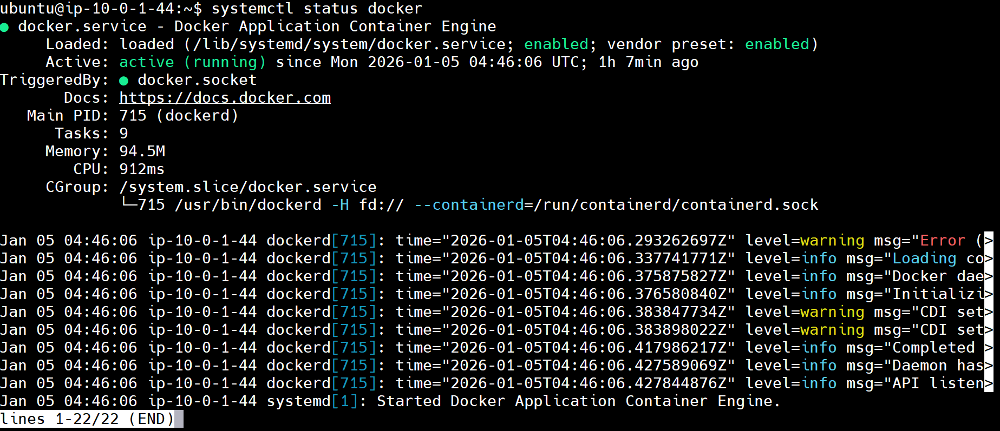 ubuntu@ip-10-0-1-44:~$ systemctl status docker
● docker.service - Docker Application Container Engine
     Loaded: loaded (/lib/systemd/system/docker.service; enabled; vendor preset: enabled)
     Active: active (running) since Mon 2026-01-05 04:46:06 UTC; 1h 7min ago
TriggeredBy: ● docker.socket
       Docs: https://docs.docker.com
   Main PID: 715 (dockerd)
      Tasks: 9
     Memory: 94.5M
        CPU: 912ms
     CGroup: /system.slice/docker.service
             └─715 /usr/bin/dockerd -H fd:// --containerd=/run/containerd/containerd.sock

Jan 05 04:46:06 ip-10-0-1-44 dockerd[715]: time="2026-01-05T04:46:06.293262697Z" level=warning msg="Error (>
Jan 05 04:46:06 ip-10-0-1-44 dockerd[715]: time="2026-01-05T04:46:06.337741771Z" level=info msg="Loading co>
Jan 05 04:46:06 ip-10-0-1-44 dockerd[715]: time="2026-01-05T04:46:06.375875827Z" level=info msg="Docker dae>
Jan 05 04:46:06 ip-10-0-1-44 dockerd[715]: time="2026-01-05T04:46:06.376580840Z" level=info msg="Initializi>
Jan 05 04:46:06 ip-10-0-1-44 dockerd[715]: time="2026-01-05T04:46:06.383847734Z" level=warning msg="CDI set>
Jan 05 04:46:06 ip-10-0-1-44 dockerd[715]: time="2026-01-05T04:46:06.383898022Z" level=warning msg="CDI set>
Jan 05 04:46:06 ip-10-0-1-44 dockerd[715]: time="2026-01-05T04:46:06.417986217Z" level=info msg="Completed >
Jan 05 04:46:06 ip-10-0-1-44 dockerd[715]: time="2026-01-05T04:46:06.427589069Z" level=info msg="Daemon has>
Jan 05 04:46:06 ip-10-0-1-44 dockerd[715]: time="2026-01-05T04:46:06.427844876Z" level=info msg="API listen>
Jan 05 04:46:06 ip-10-0-1-44 systemd[1]: Started Docker Application Container Engine.
lines 1-22/22 (END)